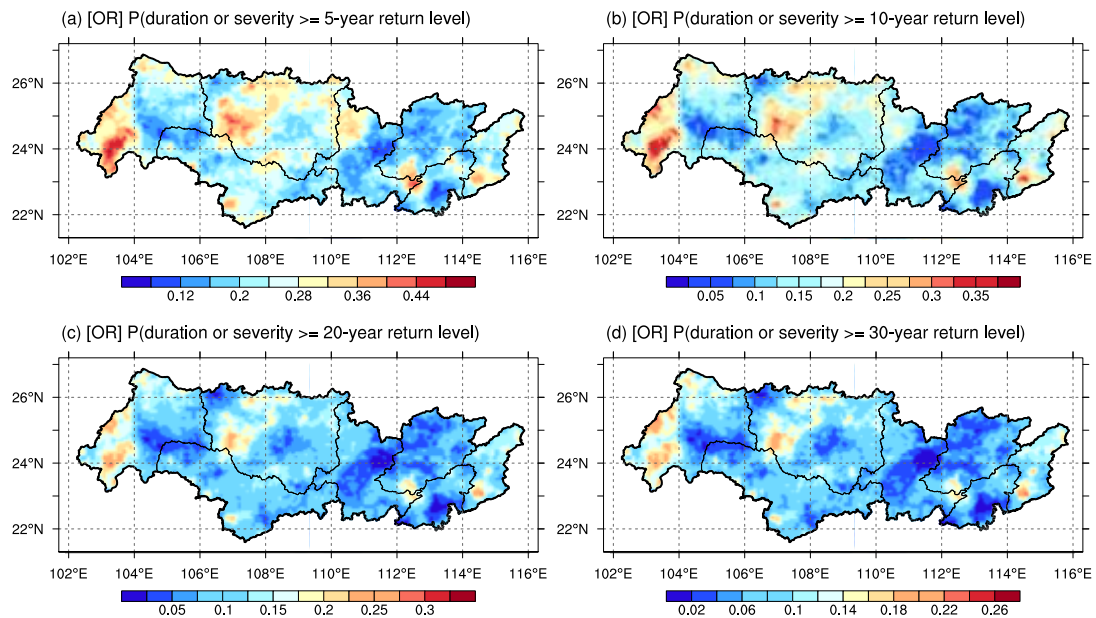 (a) [OR] P(duration or severity >= 5-year return level)
(b) [OR] P(duration or severity >= 10-year return level)
26°N
24°N
22°N
102°E 104°E 106°E 108°E 110°E 112°E 114°E 116°E
0.12 0.2 0.28 0.36 0.44
26°N
24°N
22°N
102°E 104°E 106°E 108°E 110°E 112°E 114°E 116°E
0.05 0.1 0.15 0.2 0.25 0.3 0.35
(c) [OR] P(duration or severity >= 20-year return level)
(d) [OR] P(duration or severity >= 30-year return level)
26°N
24°N
22°N
102°E 104°E 106°E 108°E 110°E 112°E 114°E 116°E
0.05 0.1 0.15 0.2 0.25 0.3
26°N
24°N
22°N
102°E 104°E 106°E 108°E 110°E 112°E 114°E 116°E
0.02 0.06 0.1 0.14 0.18 0.22 0.26